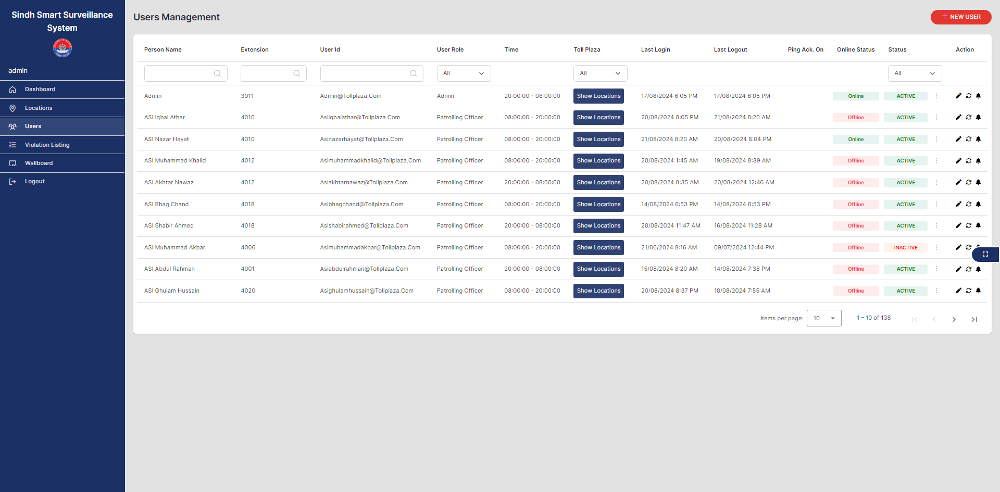 Sindh Smart Surveillance
System
admin
Dashboard
Locations
Users
Violation Listing
Wallboard
Logout
Users Management
NEW USER
Person Name Extension User Id User Role Time Toll Plaza Last Login Last Logout Ping Ack. On Online Status Status Action
All All All
Admin 3011 Admin@Tollplaza.Com Admin 20:00:00 - 08:00:00 Show Locations 17/08/2024 6:05 PM 17/08/2024 6:05 PM Online ACTIVE
ASI Iqbal Athar 4010 Asiiqbalathar@Tollplaza.Com Patrolling Officer 08:00:00 - 20:00:00 Show Locations 20/08/2024 8:05 PM 21/08/2024 8:20 AM Offline ACTIVE
ASI Nazar Hayat 4010 Asinazarhayat@Tollplaza.Com Patrolling Officer 08:00:00 - 20:00:00 Show Locations 21/08/2024 8:20 AM 20/08/2024 8:04 PM Online ACTIVE
ASI Muhammad Khalid 4012 Asimuhammadkhalid@Tollplaza.Com Patrolling Officer 08:00:00 - 20:00:00 Show Locations 20/08/2024 1:45 AM 19/08/2024 8:39 AM Offline ACTIVE
ASI Akhtar Nawaz 4012 Asiakhtarnawaz@Tollplaza.Com Patrolling Officer 20:00:00 - 08:00:00 Show Locations 20/08/2024 8:35 AM 20/08/2024 12:46 AM Offline ACTIVE
ASI Bhag Chand 4018 Asibhagchand@Tollplaza.Com Patrolling Officer 08:00:00 - 20:00:00 Show Locations 14/08/2024 6:53 PM 14/08/2024 6:53 PM Offline ACTIVE
ASI Shabir Ahmed 4018 Asishabirahmed@Tollplaza.Com Patrolling Officer 20:00:00 - 08:00:00 Show Locations 20/08/2024 11:47 AM 16/08/2024 11:28 AM Offline ACTIVE
ASI Muhammad Akbar 4006 Asimuhammadakbar@Tollplaza.Com Patrolling Officer 08:00:00 - 20:00:00 Show Locations 21/06/2024 8:16 AM 09/07/2024 12:44 PM Offline INACTIVE
ASI Abdul Rahman 4001 Asiabdulrahman@Tollplaza.Com Patrolling Officer 20:00:00 - 08:00:00 Show Locations 15/08/2024 8:20 AM 14/08/2024 7:38 PM Offline ACTIVE
ASI Ghulam Hussain 4020 Asighulamhussain@Tollplaza.Com Patrolling Officer 08:00:00 - 20:00:00 Show Locations 20/08/2024 8:37 PM 18/08/2024 7:55 AM Offline ACTIVE
Items per page: 10 1 – 10 of 138